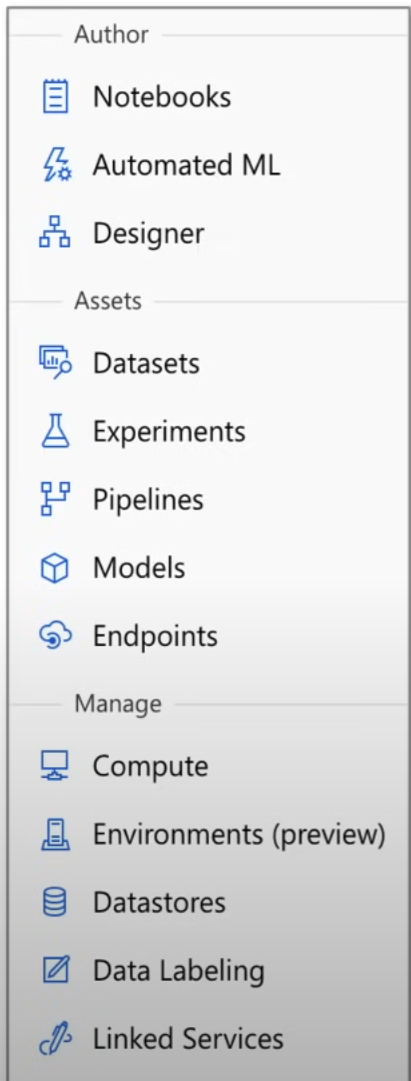 Author
Notebooks
Automated ML
Designer
Assets
Datasets
Experiments
Pipelines
Models
Endpoints
Manage
Compute
Environments (preview)
Datastores
Data Labeling
Linked Services